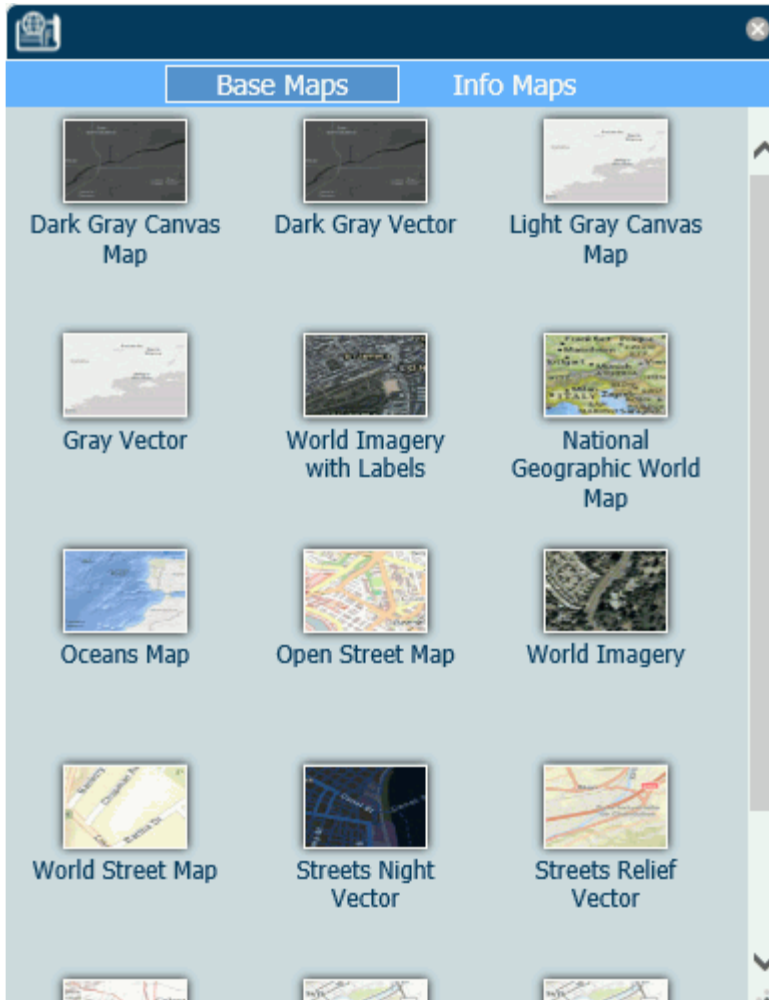 Base Maps
Info Maps
Dark Gray Canvas
Map
Dark Gray Vector
Light Gray Canvas
Map
Gray Vector
World Imagery
with Labels
National
Geographic World
Map
Oceans Map
Open Street Map
World Imagery
World Street Map
Streets Night
Vector
Streets Relief
Vector